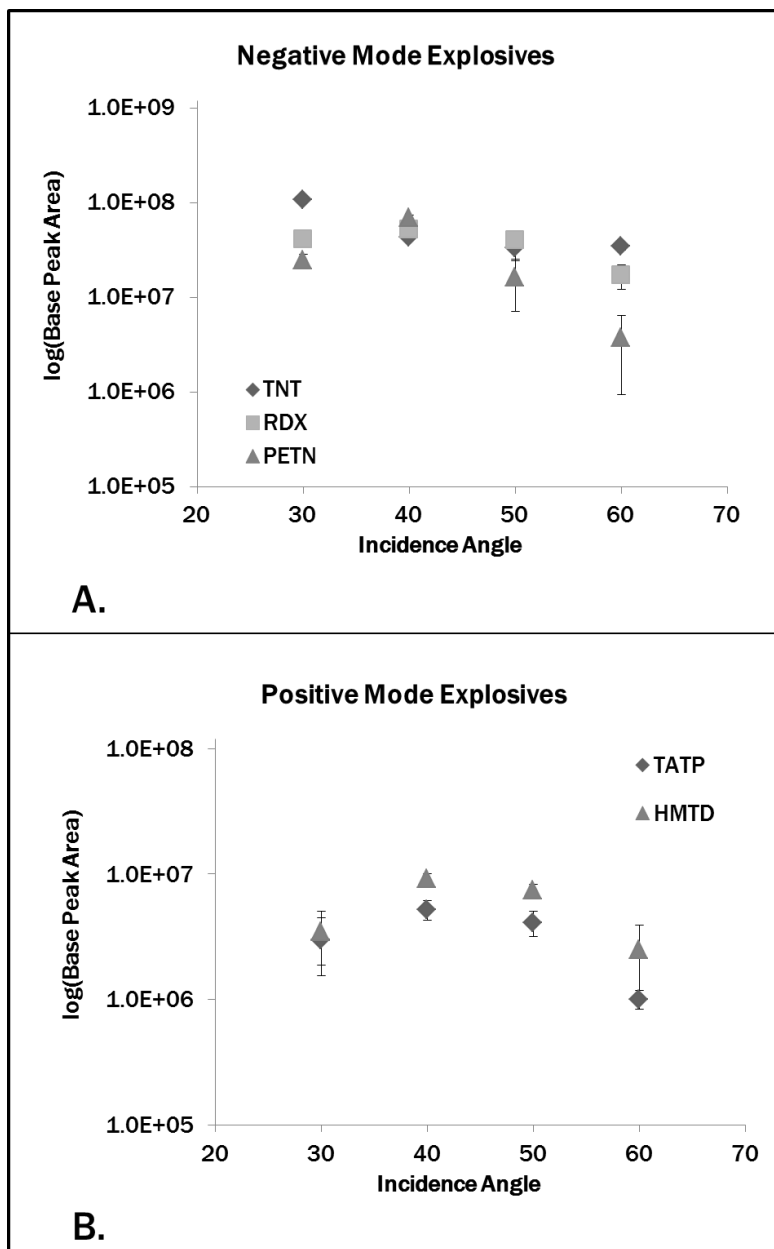 Negative Mode Explosives
1.0E+09
1.0E+08
1.0E+07
1.0E+06
1.0E+05
log(Base Peak Area)
TNT
RDX
PETN
20 30 40 50 60 70
Incidence Angle
A.
Positive Mode Explosives
1.0E+08
1.0E+07
1.0E+06
1.0E+05
log(Base Peak Area)
TATP
HMTD
20 30 40 50 60 70
Incidence Angle
B.